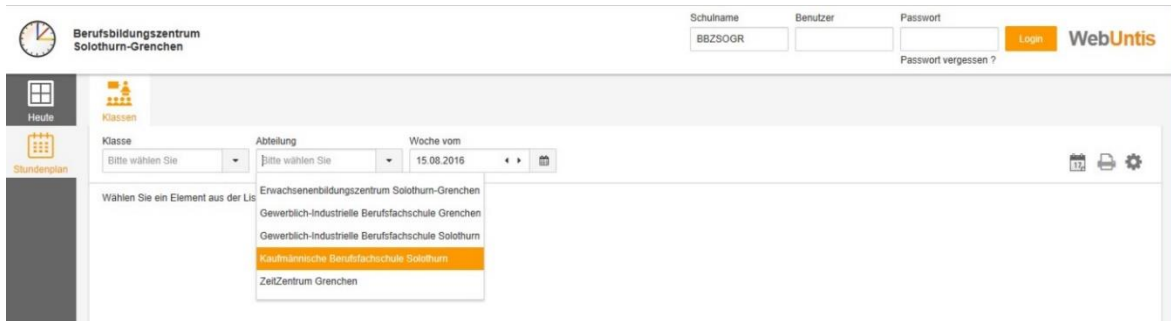 Berufsbildungszentrum
Solothurn-Grenchen
Schulname
Benutzer
Passwort
BBZSOGR
Login
WebUntis
Passwort vergessen ?
Heute
Klassen
Stundenplan
Klasse
Abteilung
Woche vom
Bitte wählen Sie
Bitte wählen Sie
15.08.2016
Wählen Sie ein Element aus der Lis
Erwachsenenbildungszentrum Solothurn-Grenchen
Gewerblich-Industrielle Berufsfachschule Grenchen
Gewerblich-Industrielle Berufsfachschule Solothurn
Kaufmännische Berufsfachschule Solothurn
ZeitZentrum Grenchen